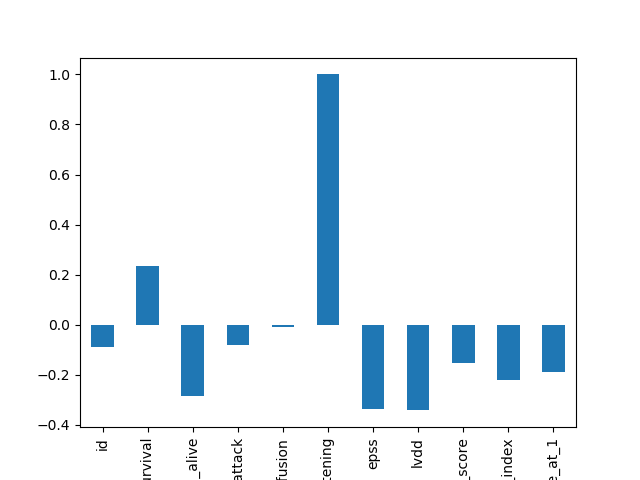 1.0
0.8
0.6
0.4
0.2
0.0
−0.2
−0.4
id
urvival
_alive
attack
fusion
tening
epss
lvdd
_score
_index
e_at_1